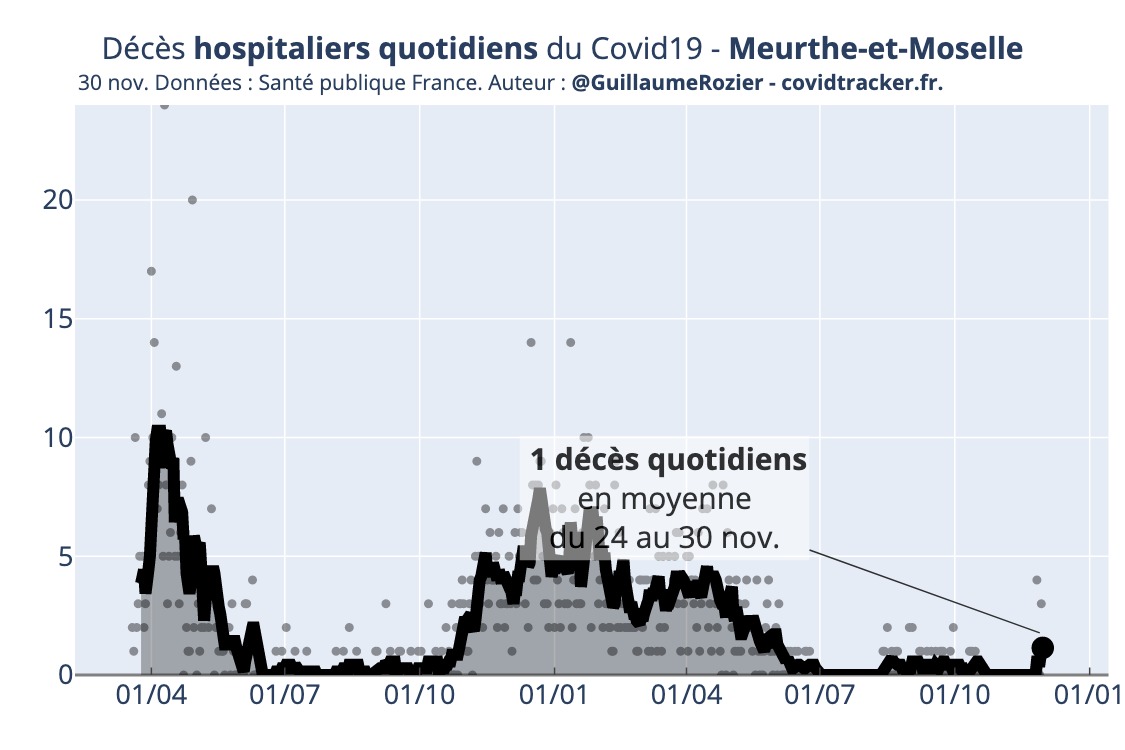 Décès hospitaliers quotidiens du Covid19 - Meurthe-et-Moselle
30 nov. Données : Santé publique France. Auteur : @GuillaumeRozier - covidtracker.fr.
20
15
10
1 décès quotidiens
en moyenne
du 24 au 30 nov.
5
0
01/04 01/07 01/10 01/01 01/04 01/07 01/10 01/01